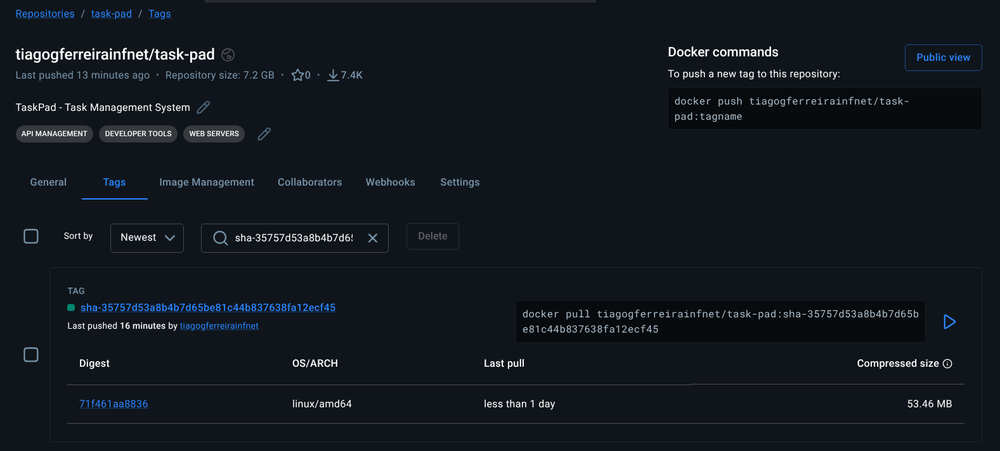 Repositories / task-pad / Tags
tiagogferreirainfnet/task-pad
Last pushed 13 minutes ago • Repository size: 7.2 GB • 0 • 7.4K
TaskPad - Task Management System
API MANAGEMENT DEVELOPER TOOLS WEB SERVERS
Docker commands
Public view
To push a new tag to this repository:
docker push tiagogferreirainfnet/task-
pad:tagname
General Tags Image Management Collaborators Webhooks Settings
Sort by Newest sha-35757d53a8b4b7d65 Delete
TAG
sha-35757d53a8b4b7d65be81c44b837638fa12ecf45
Last pushed 16 minutes by tiagogferreirainfnet
docker pull tiagogferreirainfnet/task-pad:sha-35757d53a8b4b7d65b
e81c44b837638fa12ecf45
Digest OS/ARCH Last pull Compressed size
71f461aa8836 linux/amd64 less than 1 day 53.46 MB